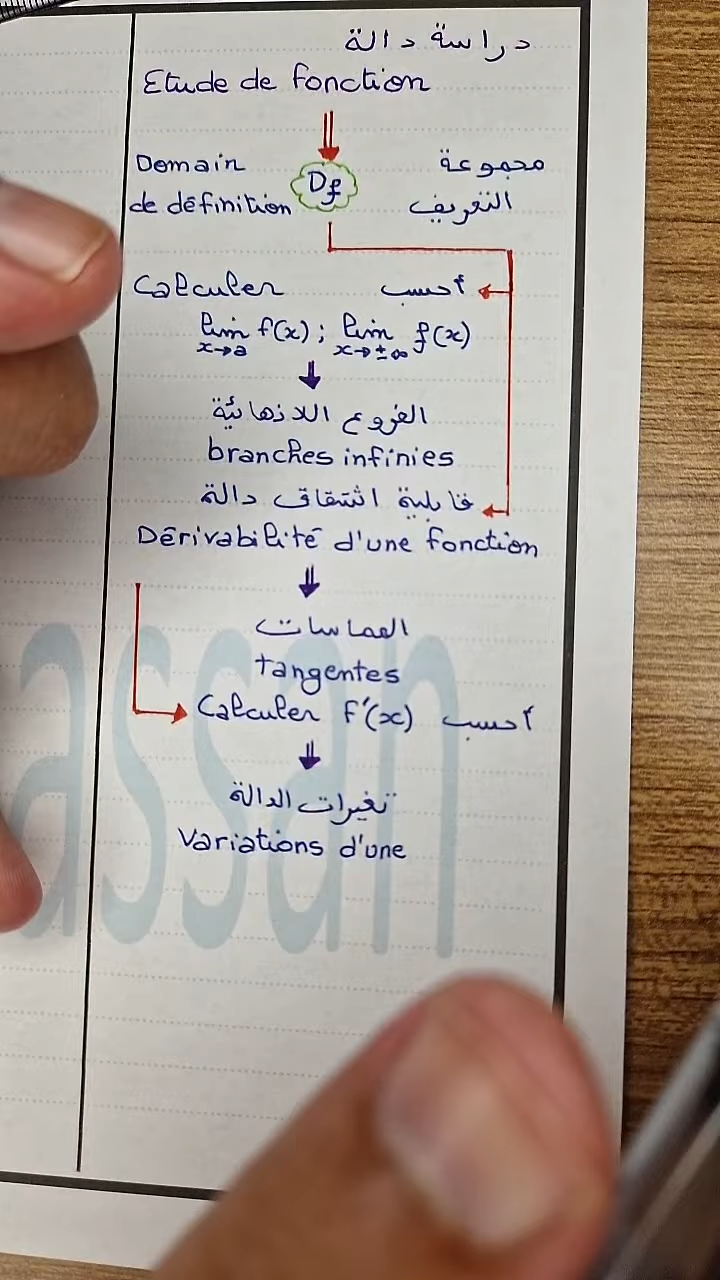 دراسة دالة
Etude de fonction
Domain Df مجموعة
de définition التعريف
Calculer أحسب
lim x→a f(x) ; lim x→±∞ f(x)
الفروع اللانهائية
branches infinies
قابلية اشتقاق دالة
Dérivabilité d'une fonction
المماسات
tangentes
Calculer f'(x) أحسب
تغيرات الدالة
Variations d'une
assan